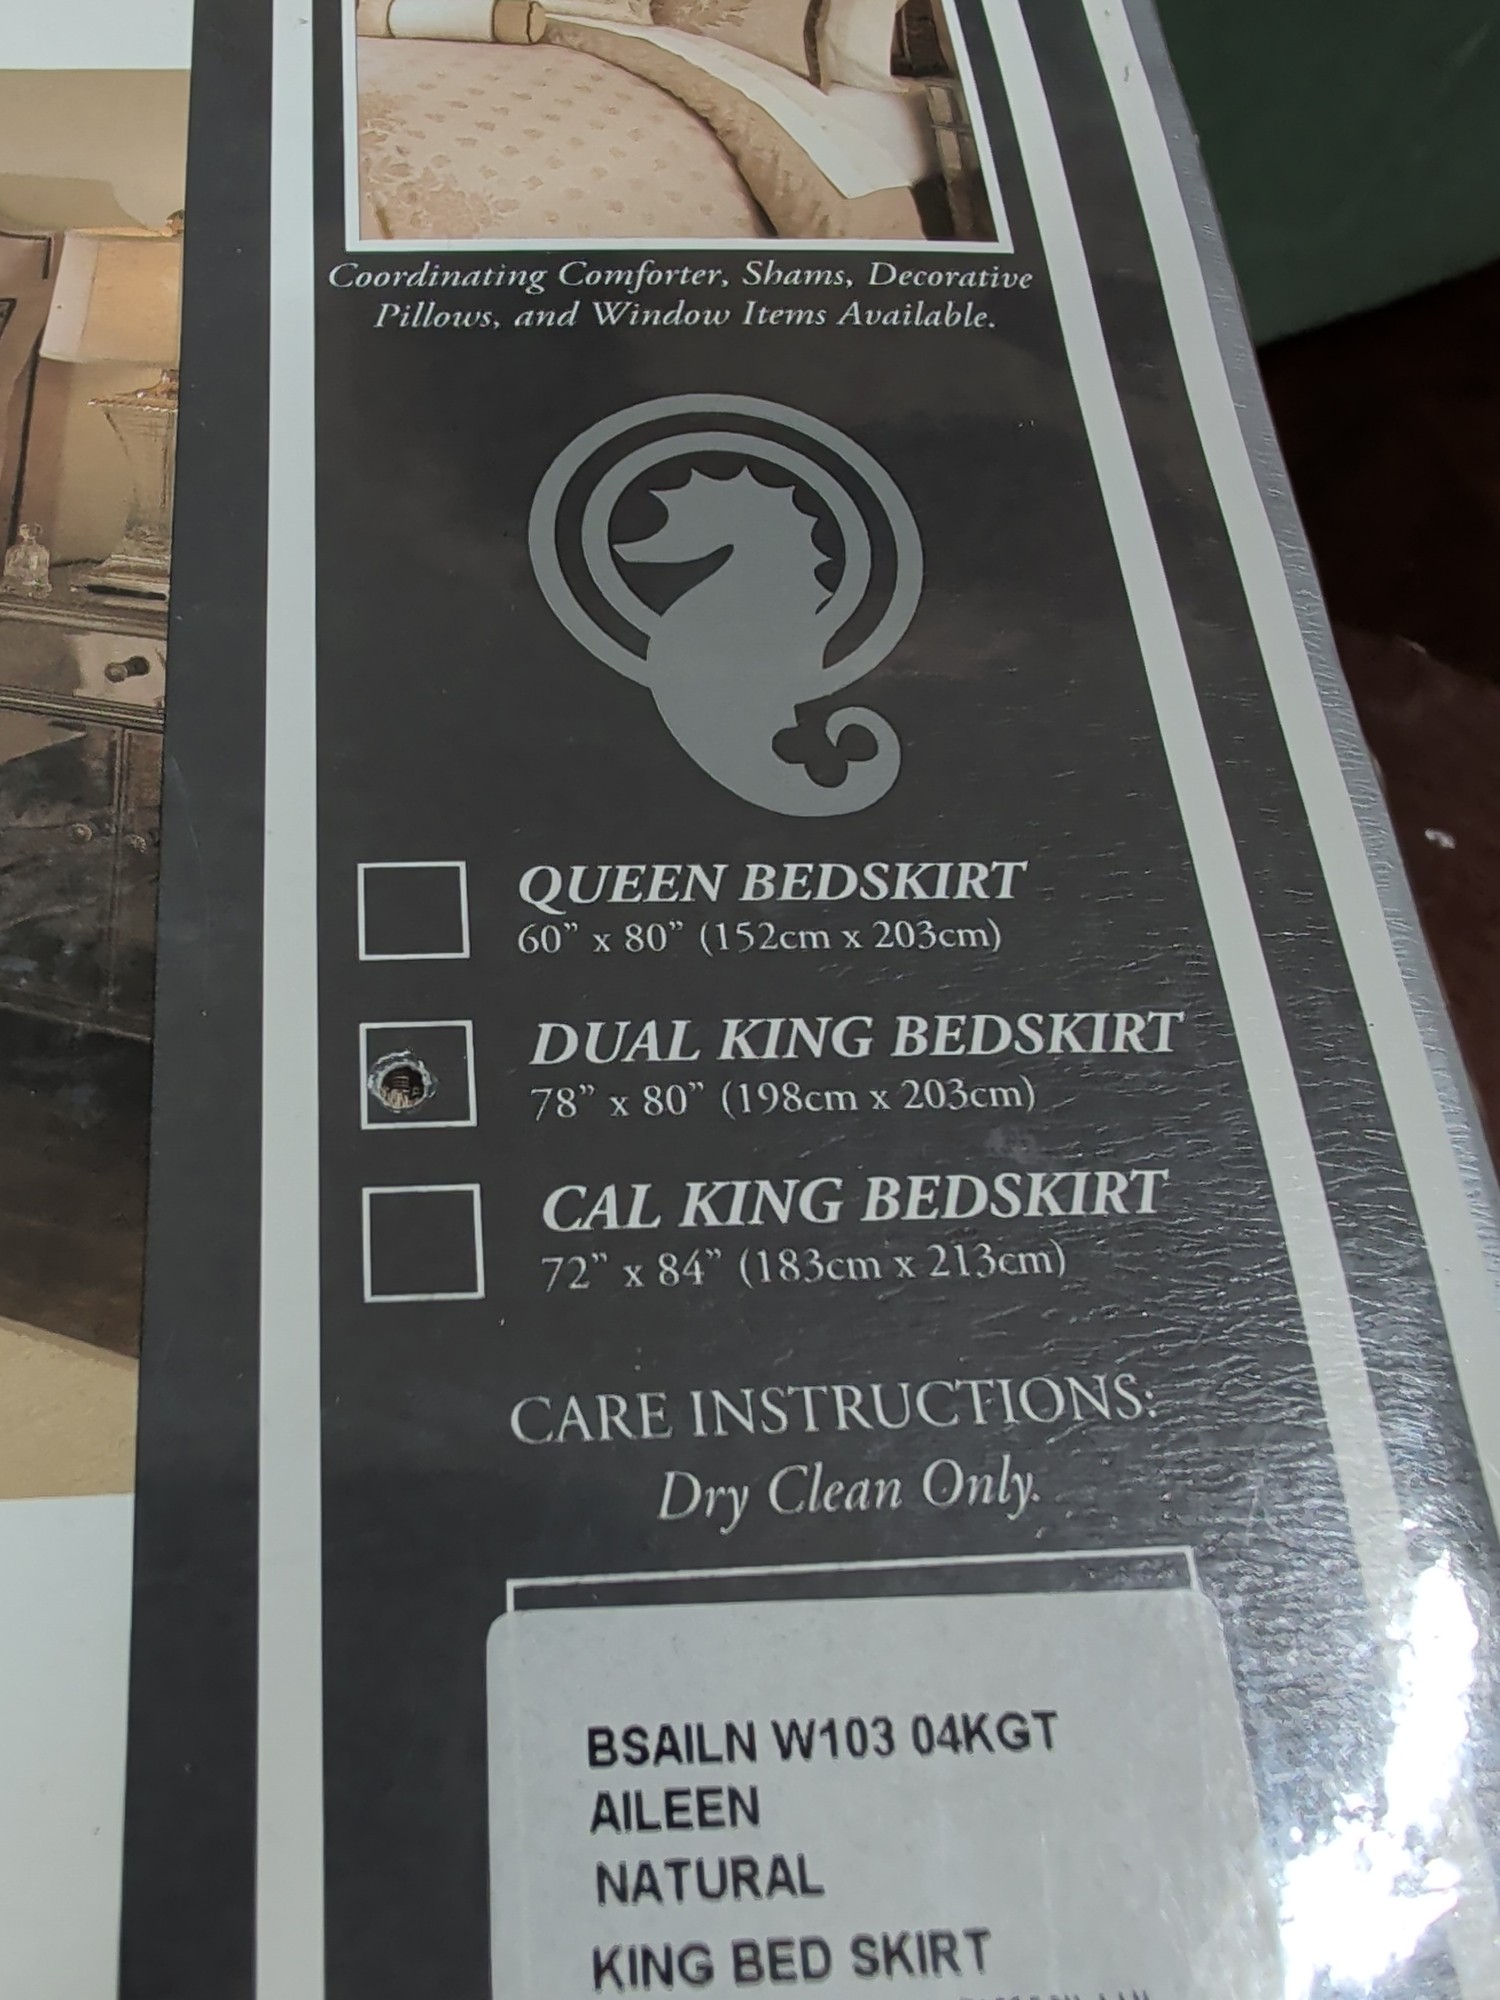 Coordinating Comforter, Shams, Decorative
Pillows, and Window Items Available.
QUEEN BEDSKIRT
60” x 80” (152cm x 203cm)
DUAL KING BEDSKIRT
78” x 80” (198cm x 203cm)
CAL KING BEDSKIRT
72” x 84” (183cm x 213cm)
CARE INSTRUCTIONS:
Dry Clean Only.
BSAILN W103 04KGT
AILEEN
NATURAL
KING BED SKIRT